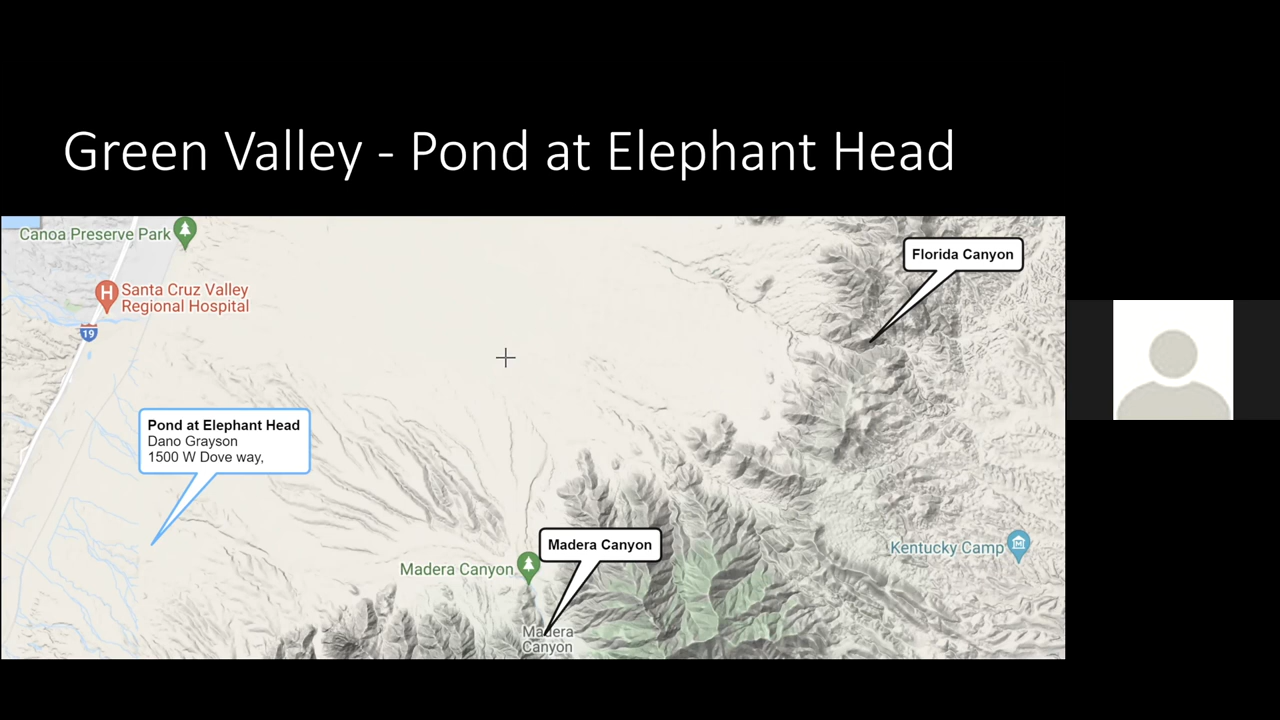 Green Valley - Pond at Elephant Head
Canoa Preserve Park
Florida Canyon
H
Santa Cruz Valley
Regional Hospital
19
Pond at Elephant Head
Dano Grayson
1500 W Dove way,
Madera Canyon
Kentucky Camp
Madera Canyon
Madera
Canyon